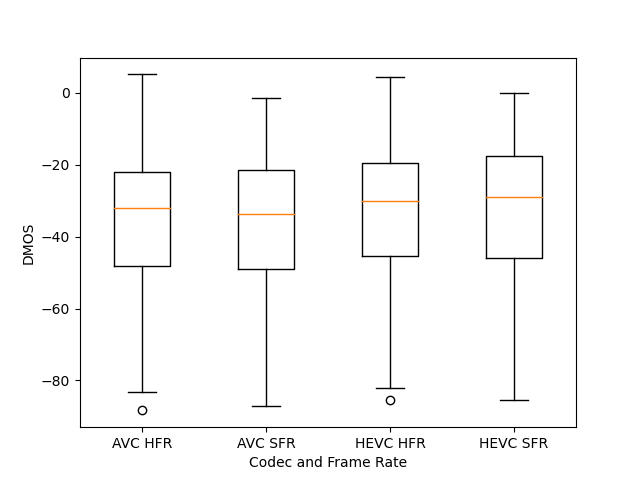 DMOS
0
−20
−40
−60
−80
AVC HFR
AVC SFR
HEVC HFR
HEVC SFR
Codec and Frame Rate